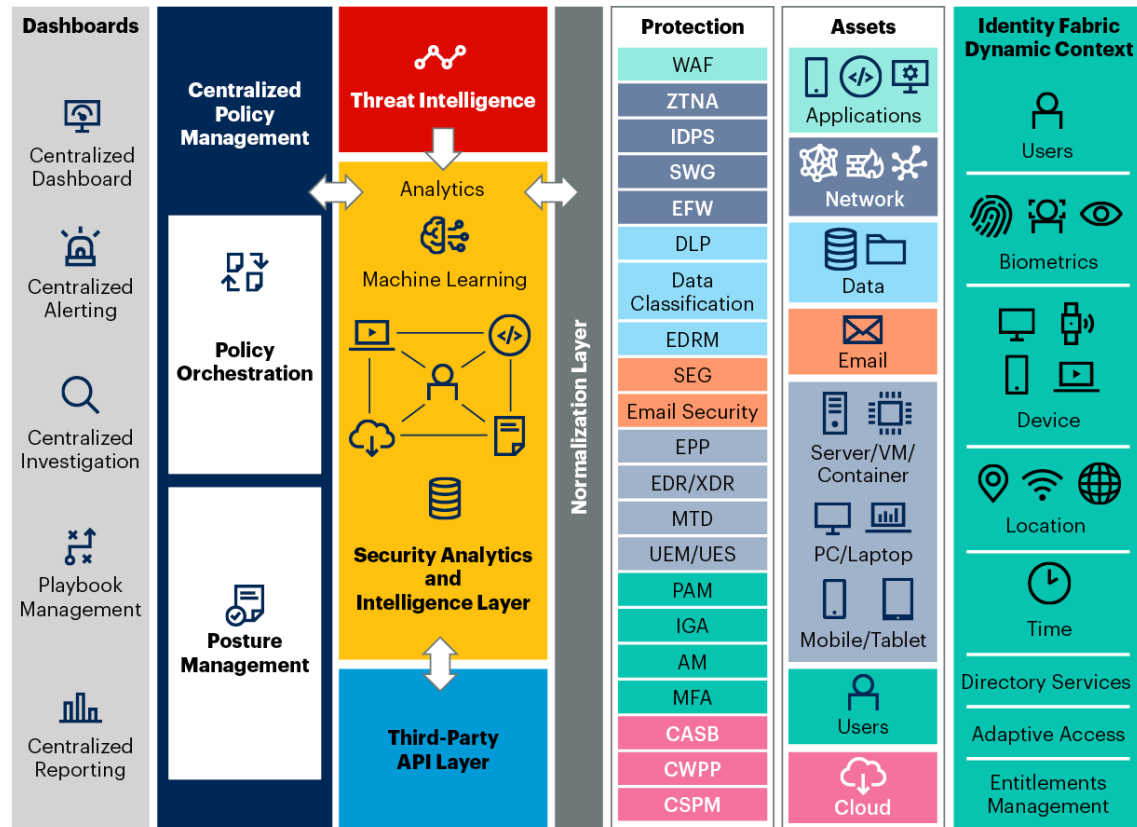 Dashboards
Centralized
Dashboard
Centralized
Alerting
Centralized
Investigation
Playbook
Management
Centralized
Reporting
Centralized
Policy
Management
Policy
Orchestration
Posture
Management
Threat Intelligence
Analytics
Machine Learning
Security Analytics
and
Intelligence Layer
Third-Party
API Layer
Normalization Layer
Protection
WAF
ZTNA
IDPS
SWG
EFW
DLP
Data
Classification
EDRM
SEG
Email Security
EPP
EDR/XDR
MTD
UEM/UES
PAM
IGA
AM
MFA
CASB
CWPP
CSPM
Assets
Applications
Network
Data
Email
Server/VM/
Container
PC/Laptop
Mobile/Tablet
Users
Cloud
Identity Fabric
Dynamic Context
Users
Biometrics
Device
Location
Time
Directory Services
Adaptive Access
Entitlements
Management